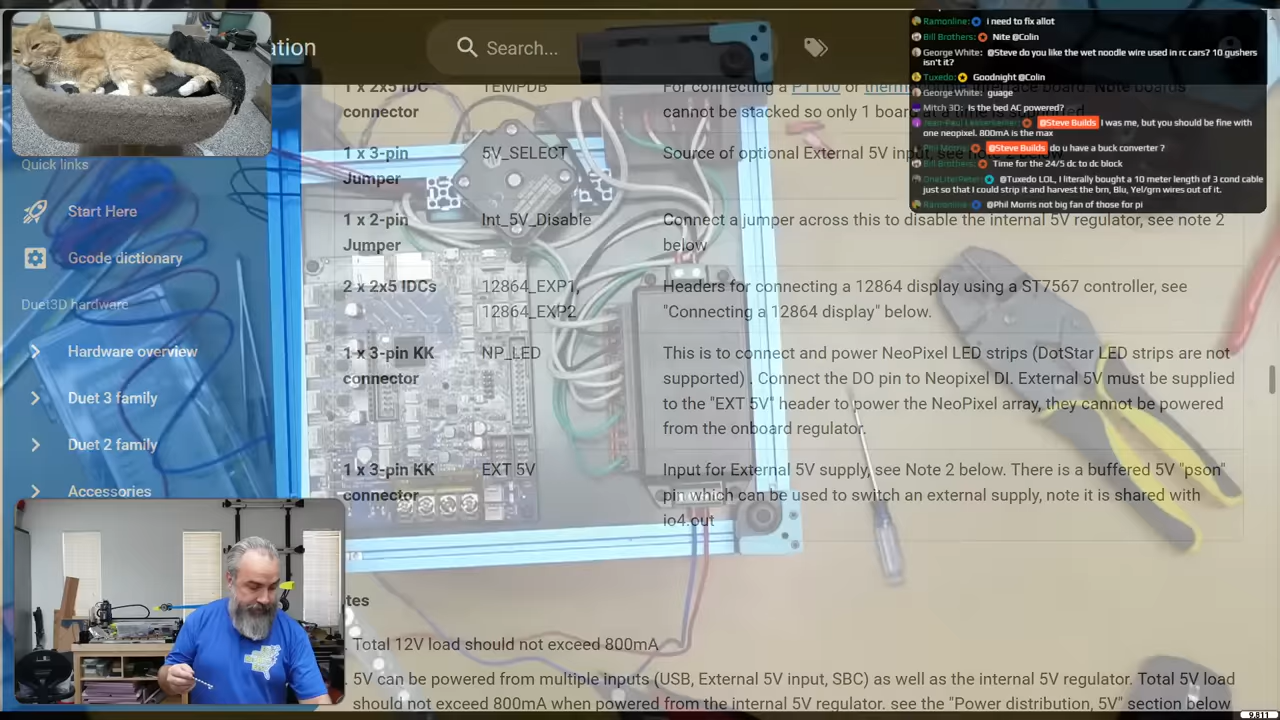 ation
Search...
Quick links
Start Here
Gcode dictionary
Duet3D hardware
Hardware overview
Duet 3 family
Duet 2 family
Accessories
1 x 2x5 IDC TEMPDB For connecting a PT100 or interface board. Note boards
connector cannot be stacked so only 1 board at a time is supported
1 x 3-pin 5V_SELECT Source of optional External 5V input, see note 2 below
Jumper
1 x 2-pin Int_5V_Disable Connect a jumper across this to disable the internal 5V regulator, see note 2
Jumper below
2 x 2x5 IDCs 12864_EXP1, Headers for connecting a 12864 display using a ST7567 controller, see
12864_EXP2 "Connecting a 12864 display" below.
1 x 3-pin KK NP_LED This is to connect and power NeoPixel LED strips (DotStar LED strips are not
connector supported) . Connect the DO pin to Neopixel DI. External 5V must be supplied
to the "EXT 5V" header to power the NeoPixel array, they cannot be powered
from the onboard regulator.
1 x 3-pin KK EXT 5V Input for External 5V supply, see Note 2 below. There is a buffered 5V "pson"
connector pin which can be used to switch an external supply, note it is shared with
io4.out
tes
Total 12V load should not exceed 800mA
5V can be powered from multiple inputs (USB, External 5V input, SBC) as well as the internal 5V regulator. Total 5V load
should not exceed 800mA when powered from the internal 5V regulator. see the "Power distribution, 5V" section below
Ramonline: i need to fix allot
Bill Brothers: Nite @Colin
George White: @Steve do you like the wet noodle wire used in rc cars? 10 gushers
isn't it?
Tuxedo: Goodnight @Colin
George White: guage
Mitch 3D: Is the bed AC powered?
@Steve Builds I was me, but you should be fine with
one neopixel. 800mA is the max
Phil Morris: @Steve Builds do u have a buck converter ?
Bill Brothers: Time for the 24/5 dc to dc block
@Tuxedo LOL, I literally bought a 10 meter length of 3 cond cable
just so that I could strip it and harvest the brn, Blu, Yel/grn wires out of it.
Ramonline: @Phil Morris not big fan of those for pi
9,811